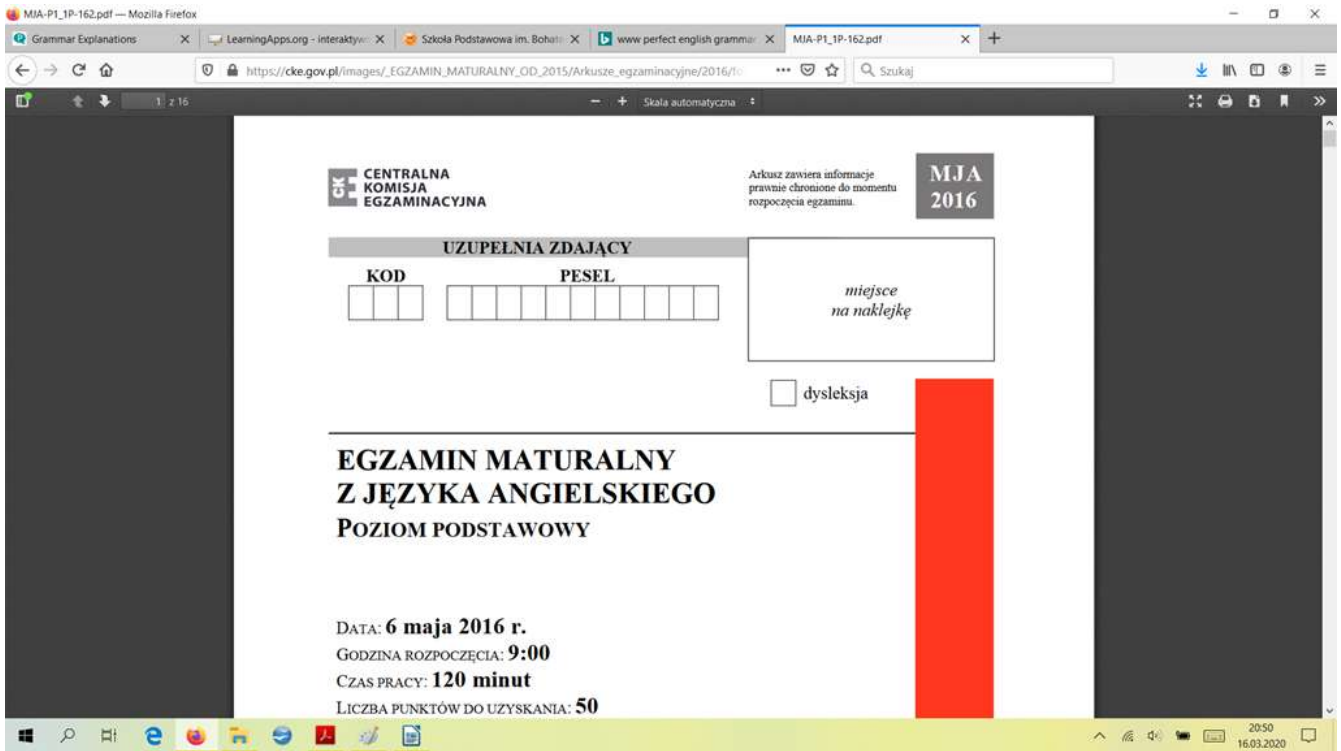 MJA-P1_1P-162.pdf — Mozilla Firefox
Grammar Explanations
LearningApps.org - interaktyw
Szkoła Podstawowa im. Bohate
www perfect english grammar
MJA-P1_1P-162.pdf
https://cke.gov.pl/images/_EGZAMIN_MATURALNY_OD_2015/Arkusze_egzaminacyjne/2016/fo
Szukaj
1 z 16
Skala automatyczna
CENTRALNA
KOMISJA
EGZAMINACYJNA
CKE
Arkusz zawiera informacje
prawnie chronione do momentu
rozpoczęcia egzaminu.
MJA
2016
UZUPEŁNIA ZDAJĄCY
KOD PESEL
miejsce
na naklejkę
dysleksja
EGZAMIN MATURALNY
Z JĘZYKA ANGIELSKIEGO
POZIOM PODSTAWOWY
DATA: 6 maja 2016 r.
GODZINA ROZPOCZĘCIA: 9:00
CZAS PRACY: 120 minut
LICZBA PUNKTÓW DO UZYSKANIA: 50
20:50
16.03.2020